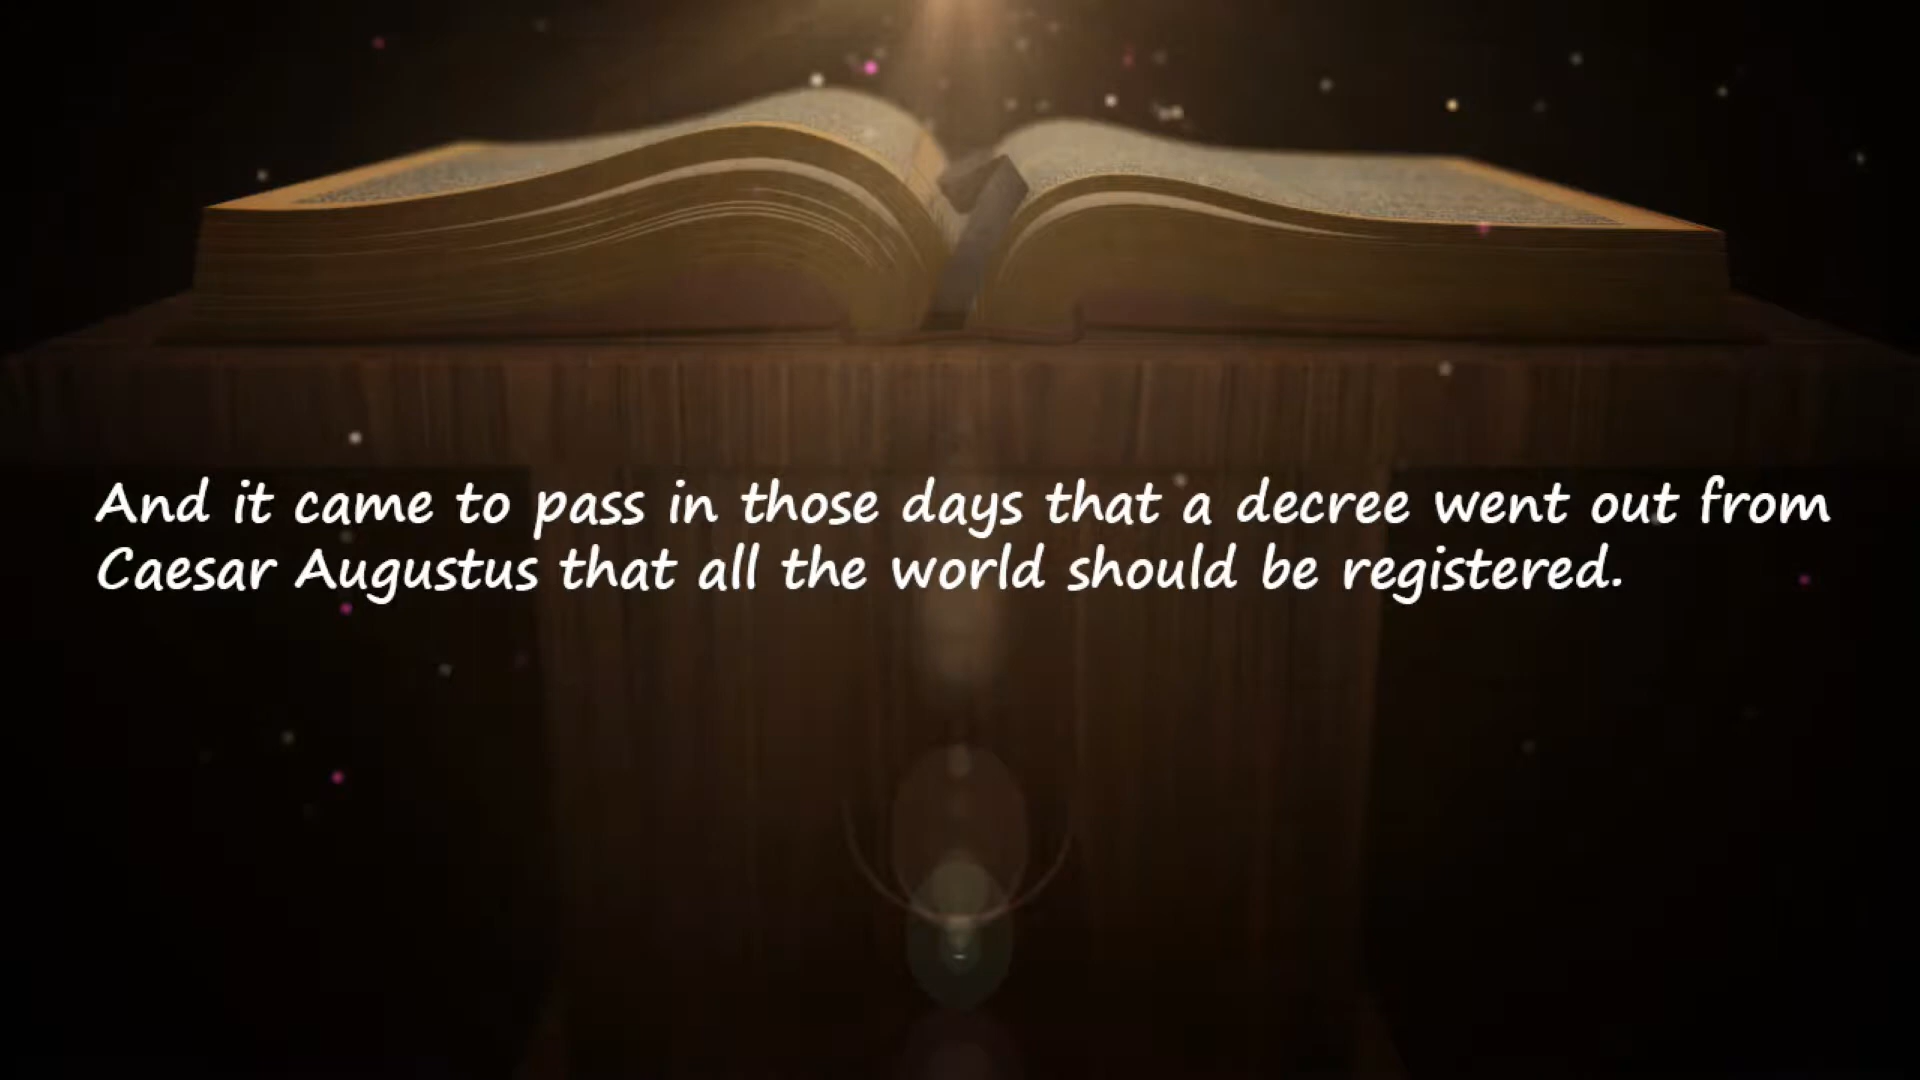 And it came to pass in those days that a decree went out from
Caesar Augustus that all the world should be registered.